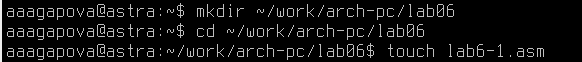 aaagapova@astra:~$ mkdir ~/work/arch-pc/lab06
aaagapova@astra:~$ cd ~/work/arch-pc/lab06
aaagapova@astra:~/work/arch-pc/lab06$ touch lab6-1.asm